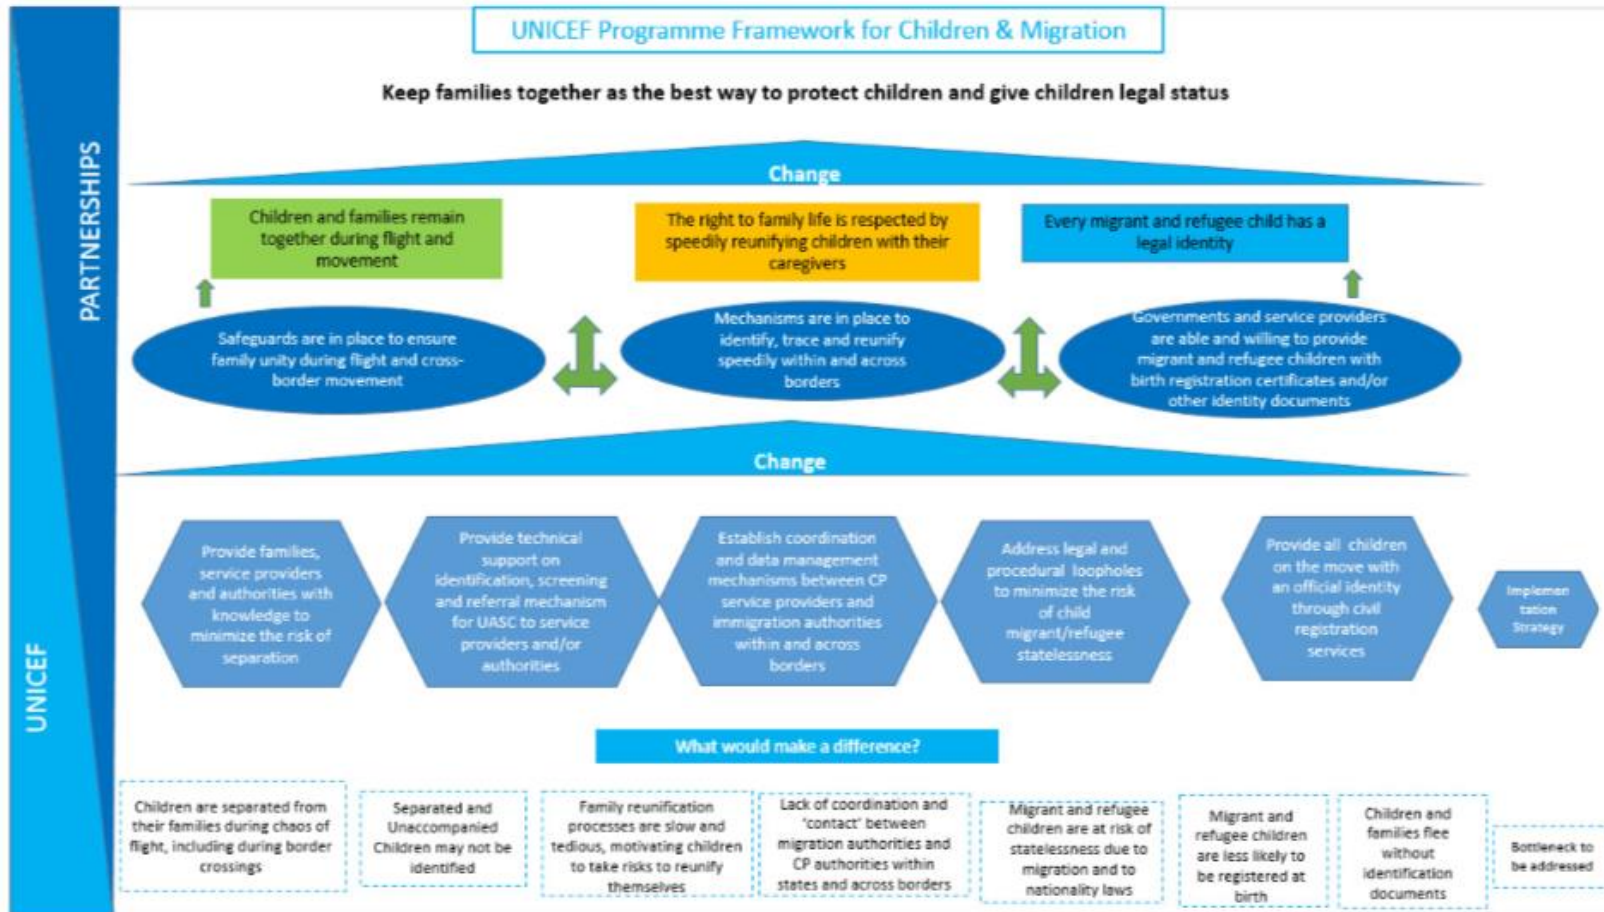 UNICEF Programme Framework for Children & Migration
Keep families together as the best way to protect children and give children legal status
PARTNERSHIPS
UNICEF
Change
Children and families remain
together during flight and
movement
The right to family life is respected by
speedily reunifying children with their
caregivers
Every migrant and refugee child has a
legal identity
Safeguards are in place to ensure
family unity during flight and cross-
border movement
Mechanisms are in place to
identify, trace and reunify
speedily within and across
borders
Governments and service providers
are able and willing to provide
migrant and refugee children with
birth registration certificates and/or
other identity documents
Change
Provide families,
service providers
and authorities with
knowledge to
minimize the risk of
separation
Provide technical
support on
identification, screening
and referral mechanism
for UASC to service
providers and/or
authorities
Establish coordination
and data management
mechanisms between CP
service providers and
immigration authorities
within and across
borders
Address legal and
procedural loopholes
to minimize the risk
of child
migrant/refugee
statelessness
Provide all children
on the move with
an official identity
through civil
registration
services
Implemen
tation
Strategy
What would make a difference?
Children are separated from
their families during chaos of
flight, including during border
crossings
Separated and
Unaccompanied
Children may not be
identified
Family reunification
processes are slow and
tedious, motivating children
to take risks to reunify
themselves
Lack of coordination and
'contact' between
migration authorities and
CP authorities within
states and across borders
Migrant and refugee
children are at risk of
statelessness due to
migration and to
nationality laws
Migrant and
refugee children
are less likely to
be registered at
birth
Children and
families flee
without
identification
documents
Bottleneck to
be addressed